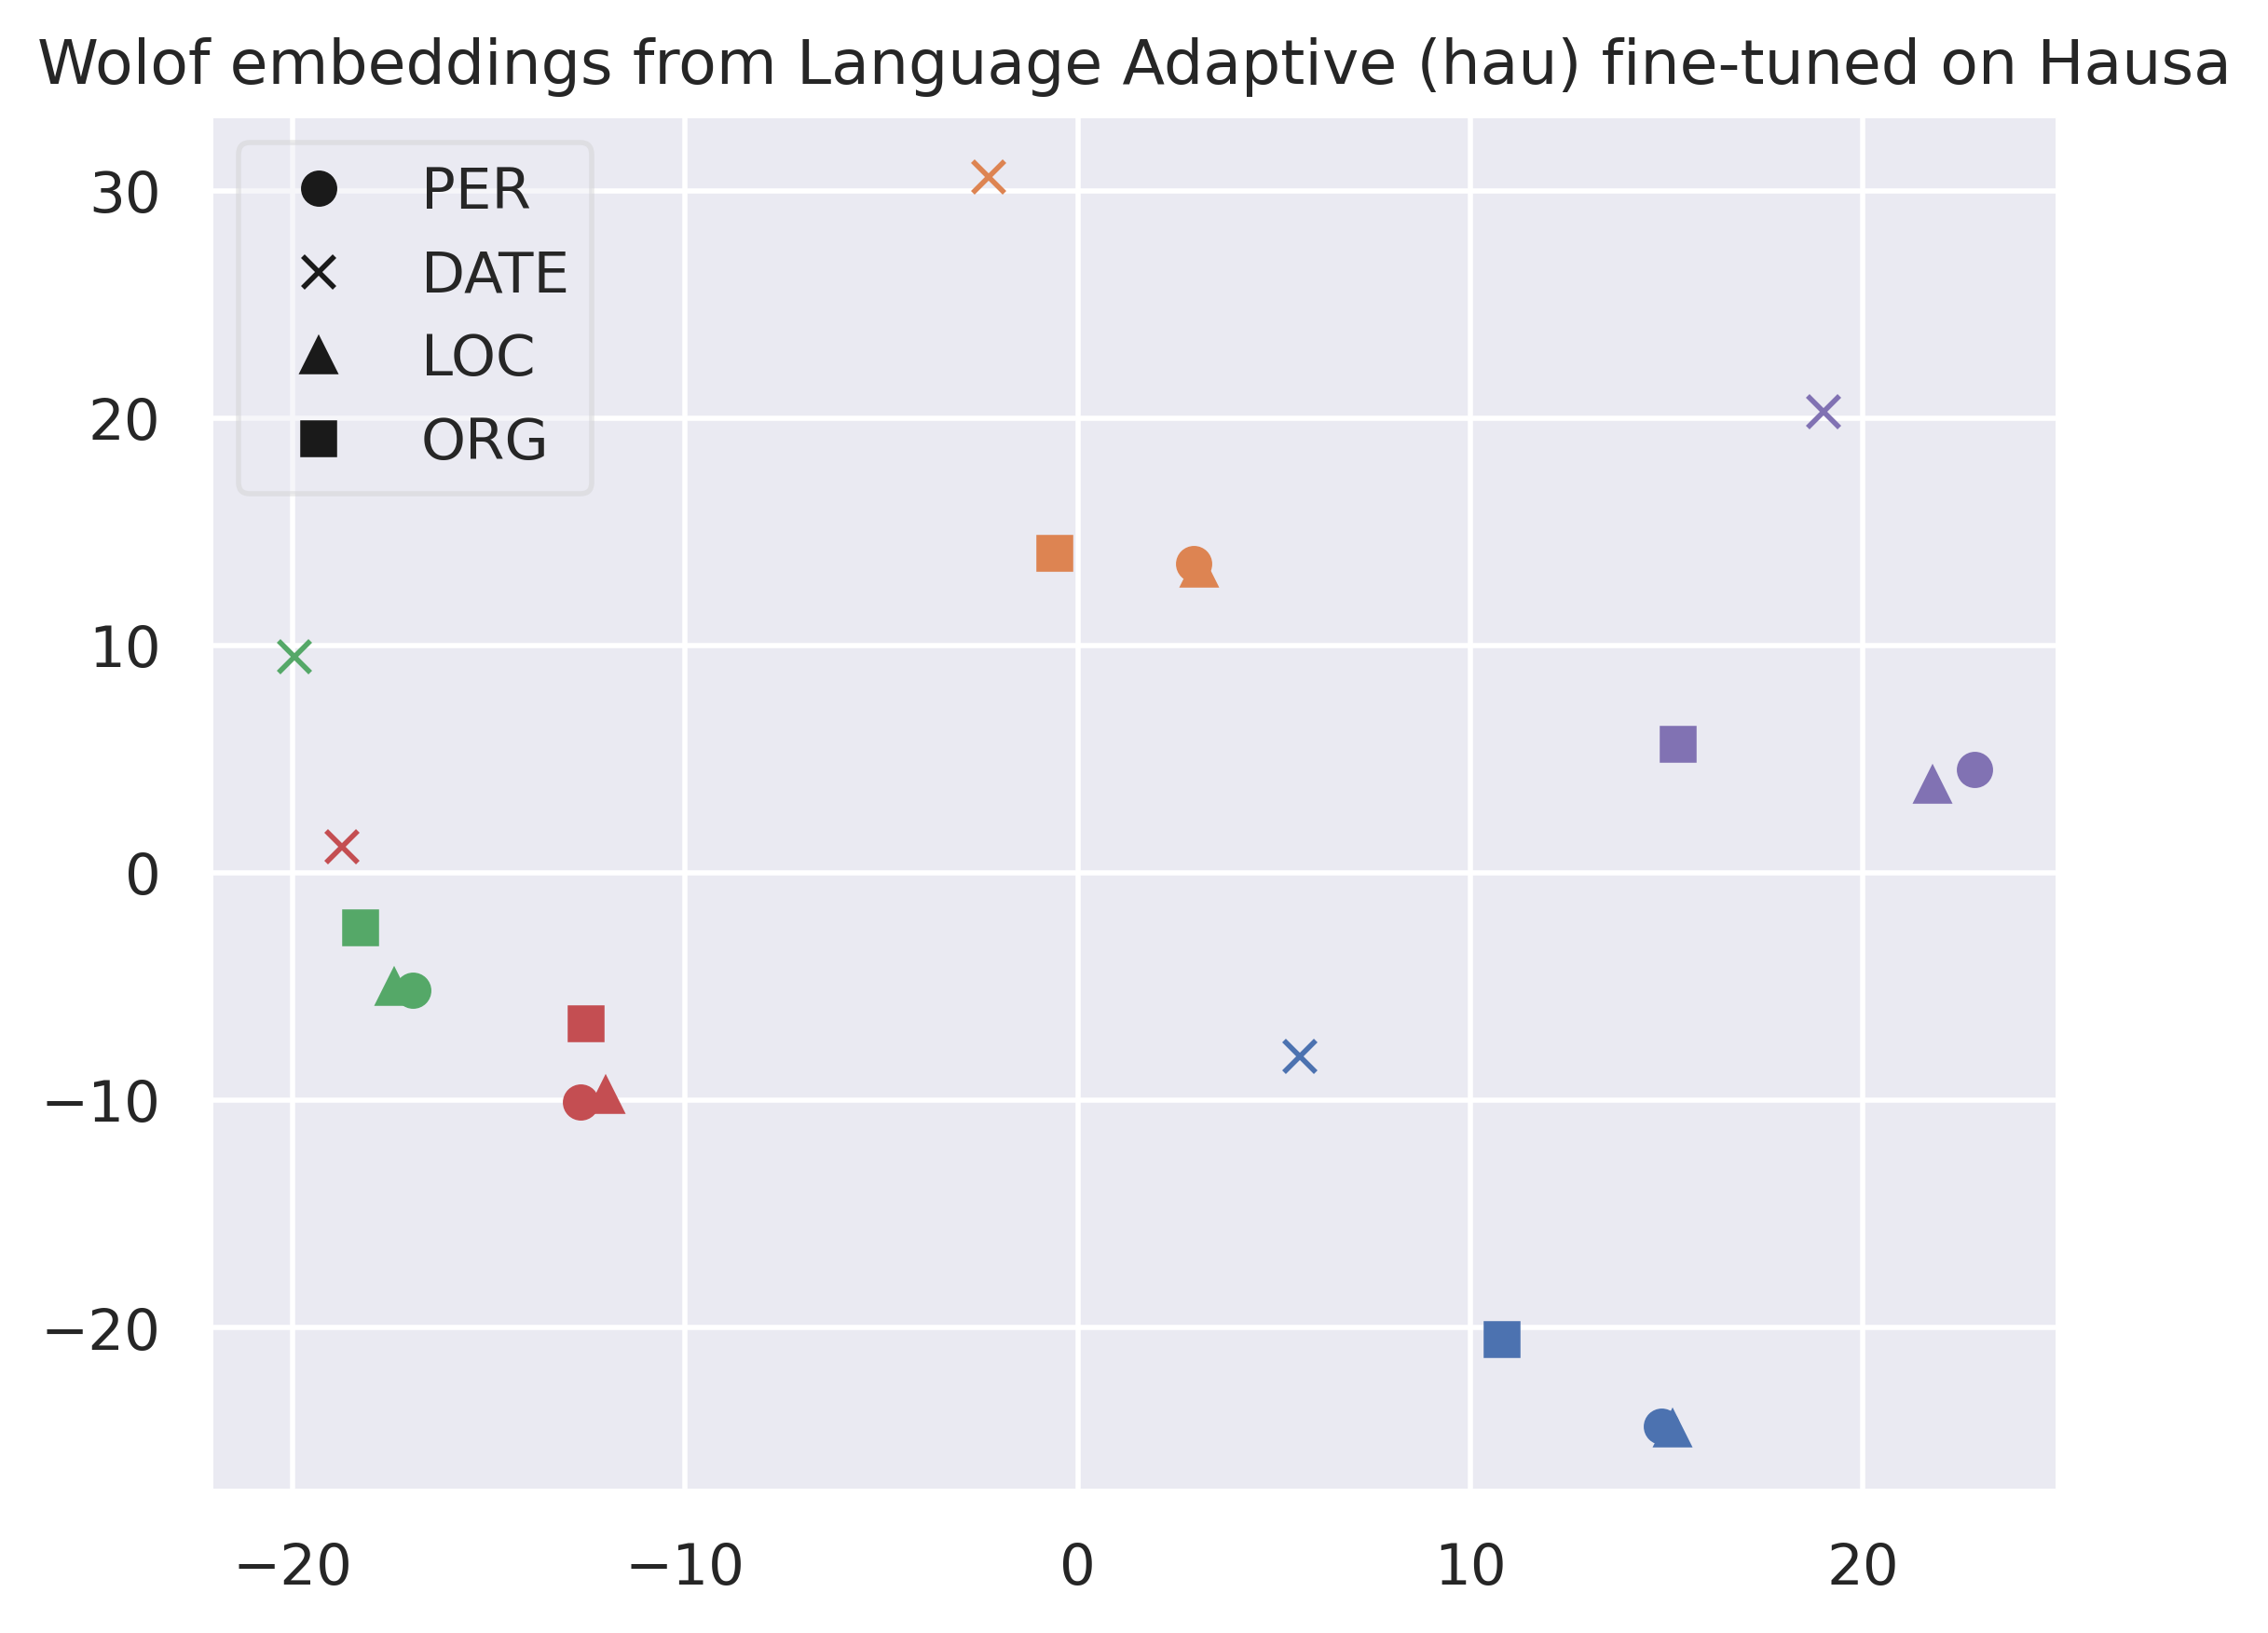 Wolof embeddings from Language Adaptive (hau) fine-tuned on Hausa
PER
DATE
LOC
ORG
30
20
10
0
−10
−20
−20 −10 0 10 20